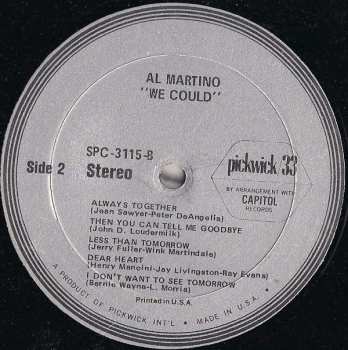 AL MARTINO
"WE COULD"
SPC-3115-B
Side 2
Stereo
pickwick 33
BY ARRANGEMENT WITH
CAPITOL
RECORDS
ALWAYS TOGETHER
(Jean Sawyer-Peter DeAngelis)
THEN YOU CAN TELL ME GOODBYE
(John D. Loudermilk)
LESS THAN TOMORROW
(Jerry Fuller-Wink Martindale)
DEAR HEART
(Henry Mancini-Jay Livingston-Ray Evans)
I DON'T WANT TO SEE TOMORROW
(Bernie Wayne-L. Morris)
Printed in U.S.A.
A PRODUCT OF PICKWICK INT'L • MADE IN U.S.A.